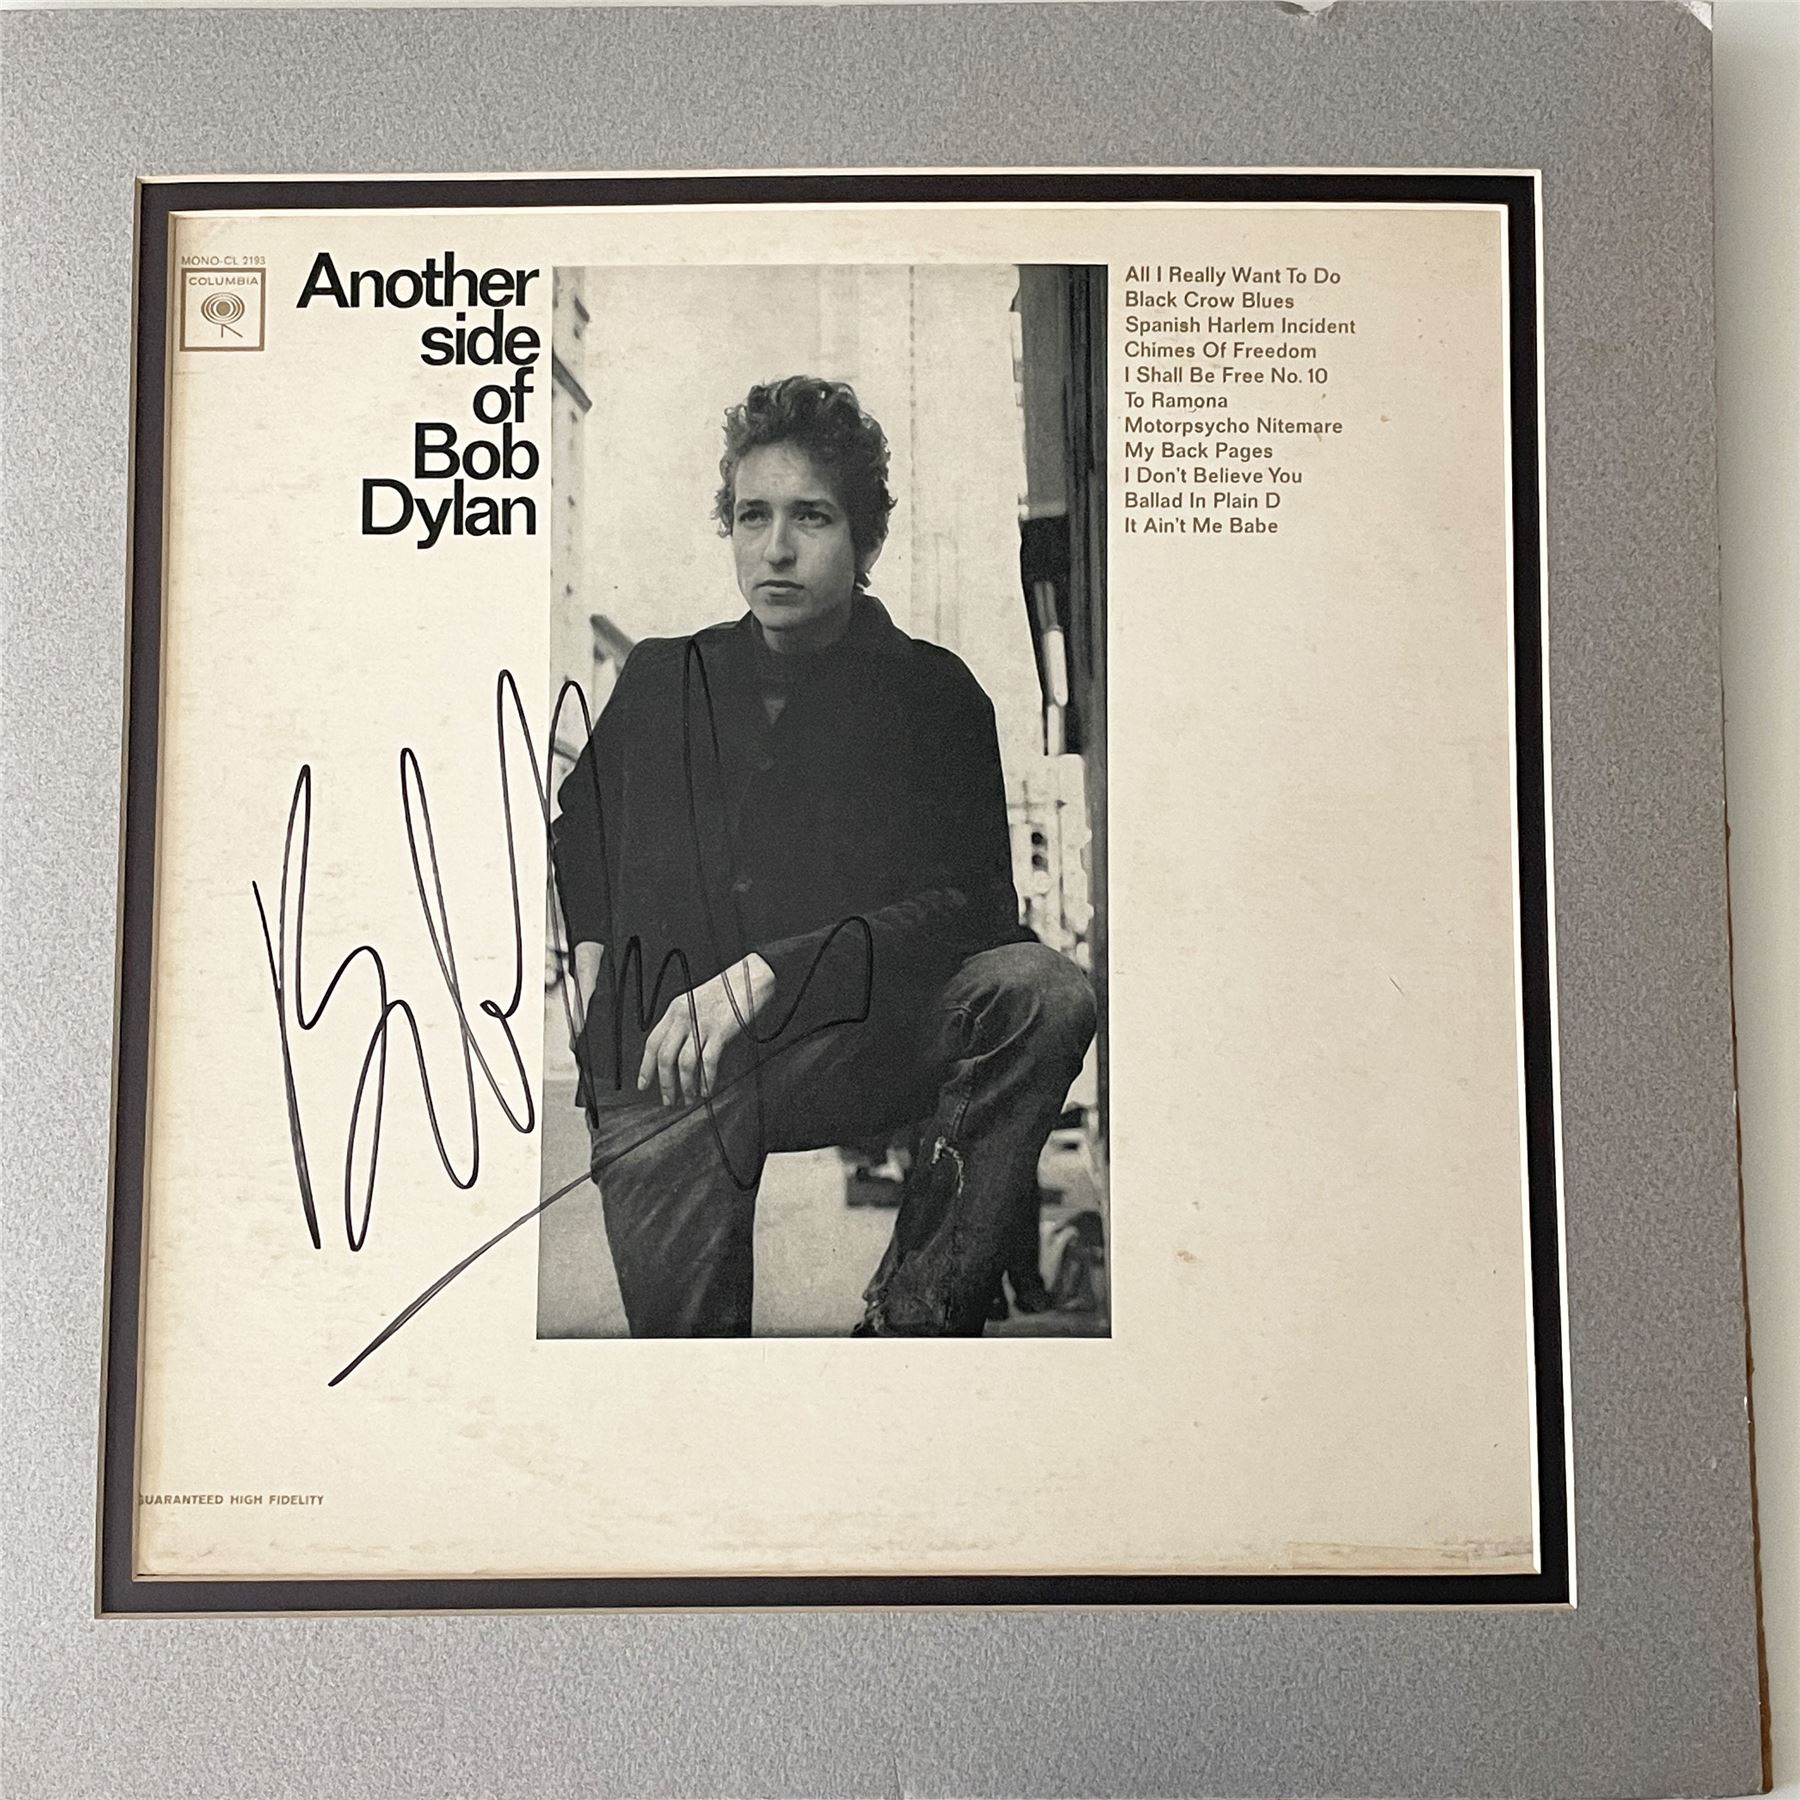 MONO-CL 2193
COLUMBIA
Another
side
of
Bob
Dylan
All I Really Want To Do
Black Crow Blues
Spanish Harlem Incident
Chimes Of Freedom
I Shall Be Free No. 10
To Ramona
Motorpsycho Nitemare
My Back Pages
I Don't Believe You
Ballad In Plain D
It Ain't Me Babe
Bob Dylan
GUARANTEED HIGH FIDELITY